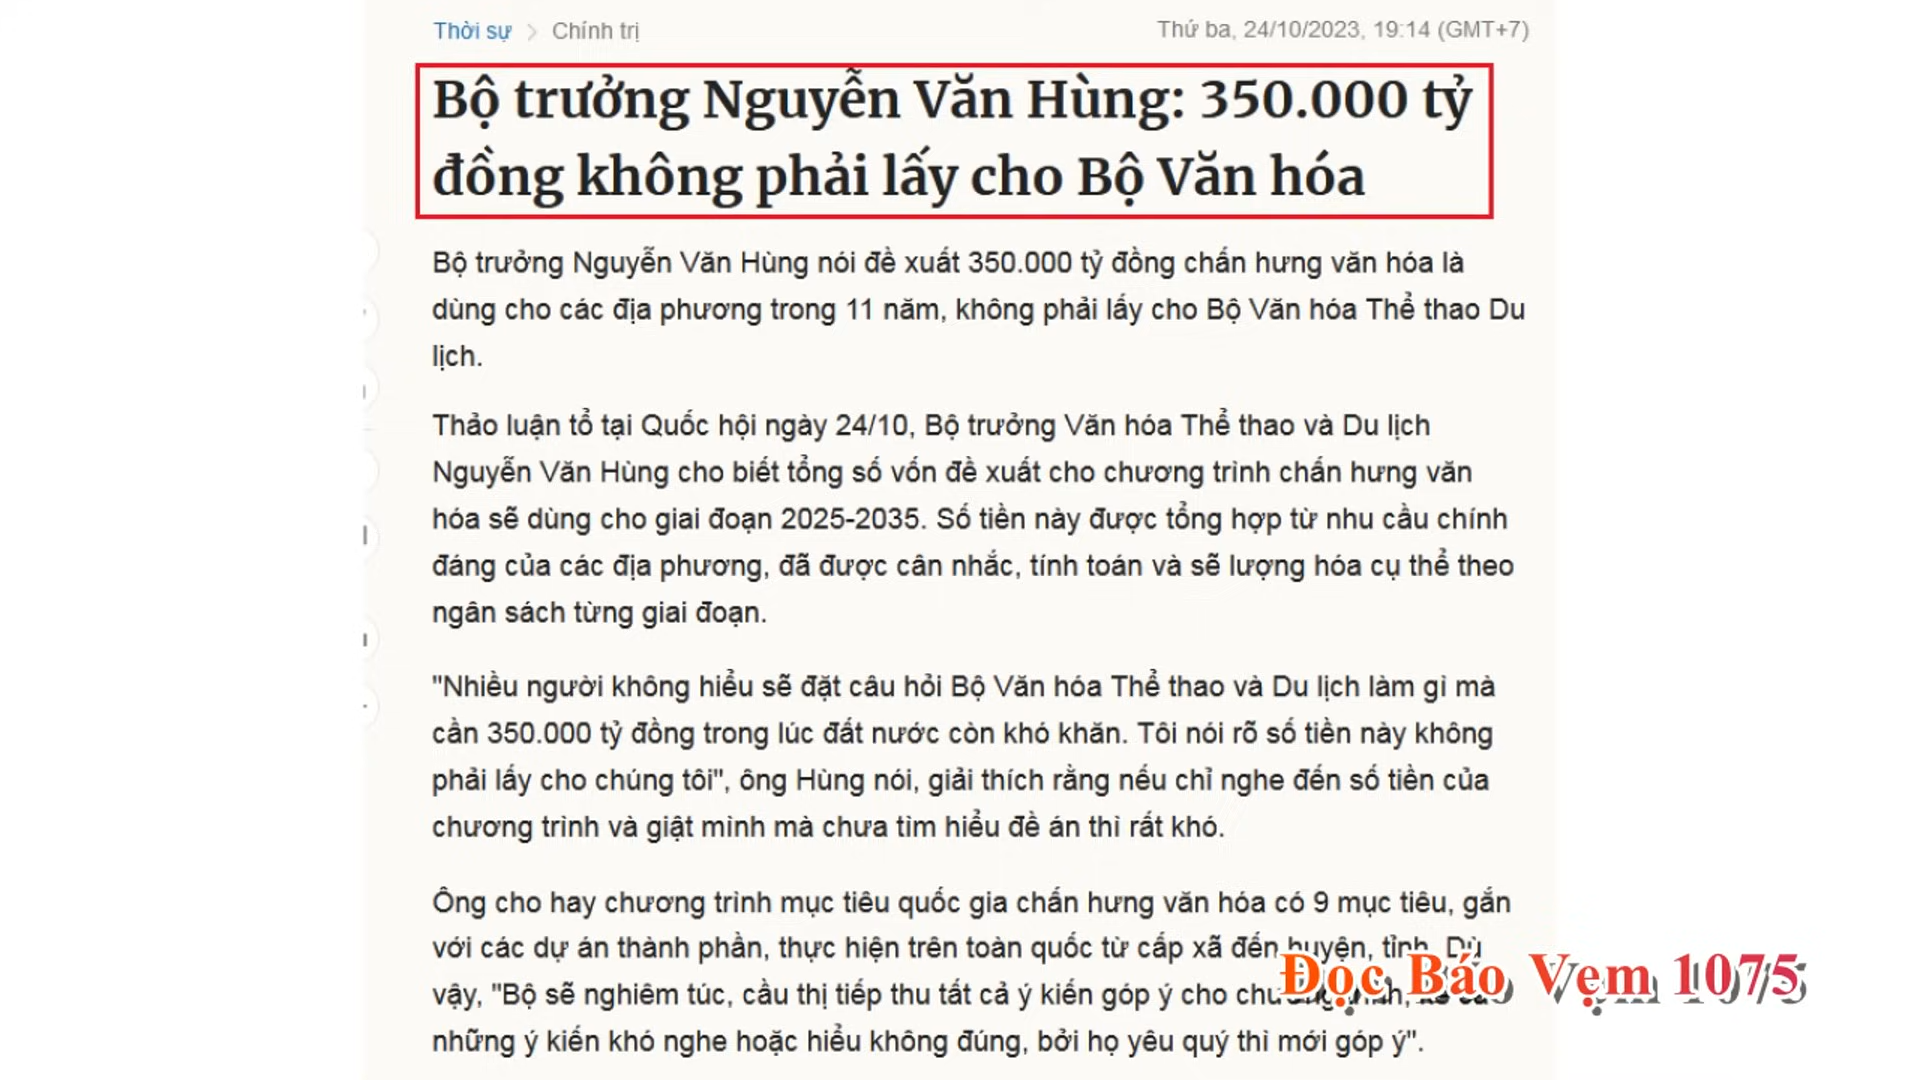 Thời sự > Chính trị
Thứ ba, 24/10/2023, 19:14 (GMT+7)
Bộ trưởng Nguyễn Văn Hùng: 350.000 tỷ
đồng không phải lấy cho Bộ Văn hóa
Bộ trưởng Nguyễn Văn Hùng nói đề xuất 350.000 tỷ đồng chấn hưng văn hóa là
dùng cho các địa phương trong 11 năm, không phải lấy cho Bộ Văn hóa Thể thao Du
lịch.
Thảo luận tổ tại Quốc hội ngày 24/10, Bộ trưởng Văn hóa Thể thao và Du lịch
Nguyễn Văn Hùng cho biết tổng số vốn đề xuất cho chương trình chấn hưng văn
hóa sẽ dùng cho giai đoạn 2025-2035. Số tiền này được tổng hợp từ nhu cầu chính
đáng của các địa phương, đã được cân nhắc, tính toán và sẽ lượng hóa cụ thể theo
ngân sách từng giai đoạn.
"Nhiều người không hiểu sẽ đặt câu hỏi Bộ Văn hóa Thể thao và Du lịch làm gì mà
cần 350.000 tỷ đồng trong lúc đất nước còn khó khăn. Tôi nói rõ số tiền này không
phải lấy cho chúng tôi", ông Hùng nói, giải thích rằng nếu chỉ nghe đến số tiền của
chương trình và giật mình mà chưa tìm hiểu đề án thì rất khó.
Ông cho hay chương trình mục tiêu quốc gia chấn hưng văn hóa có 9 mục tiêu, gắn
với các dự án thành phần, thực hiện trên toàn quốc từ cấp xã đến huyện, tỉnh. Dù
vậy, "Bộ sẽ nghiêm túc, cầu thị tiếp thu tất cả ý kiến góp ý cho chương
những ý kiến khó nghe hoặc hiểu không đúng, bởi họ yêu quý thì mới góp ý".
Đọc Báo Vẹm 1075